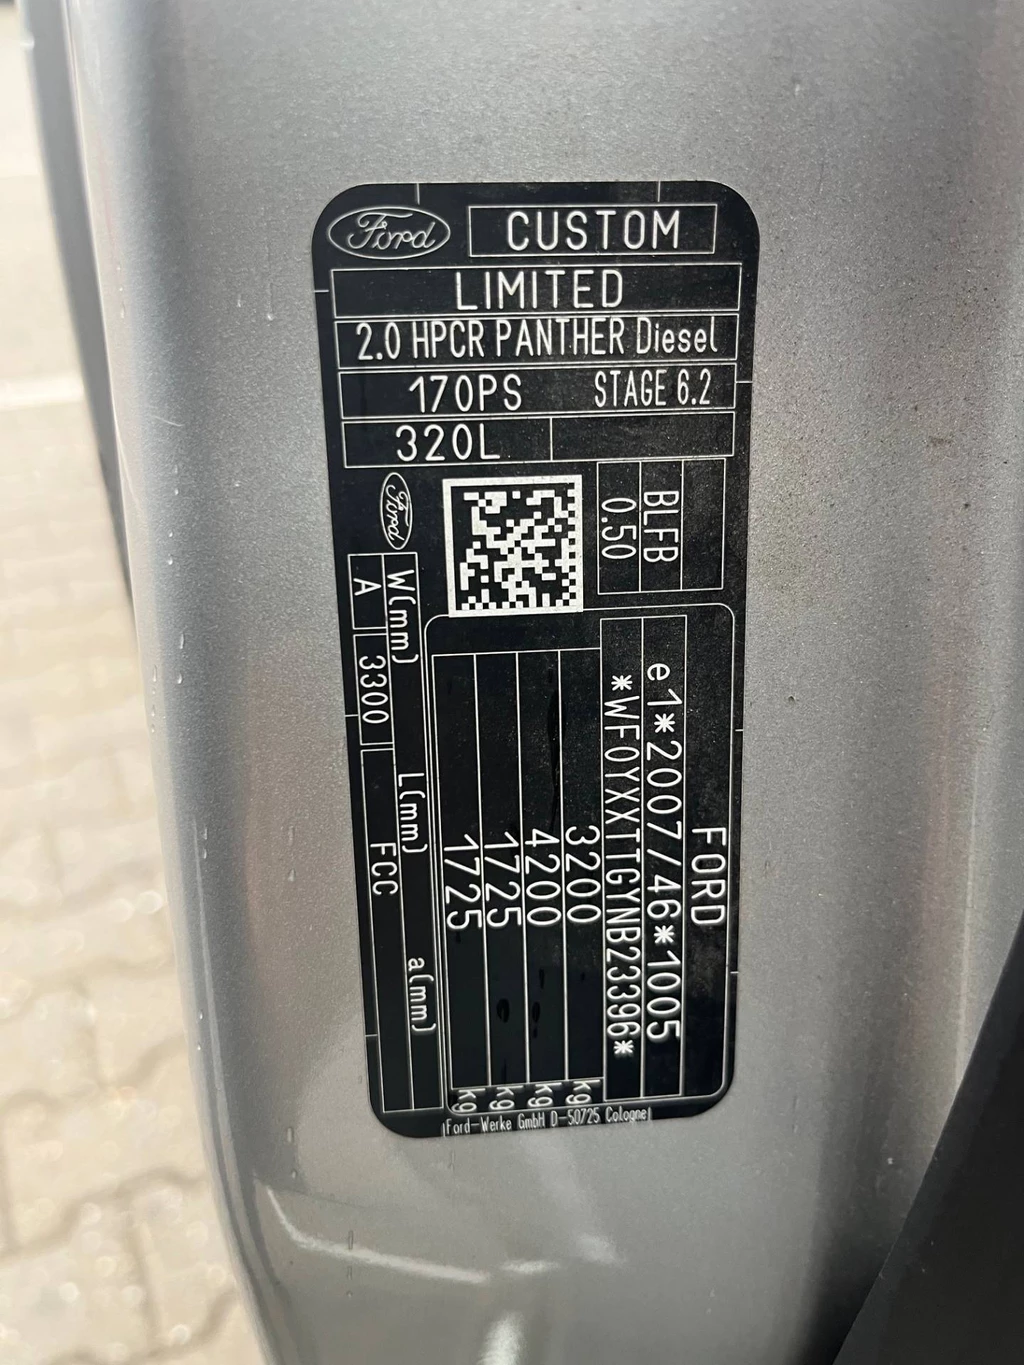 Ford
CUSTOM
LIMITED
2.0 HPCR PANTHER Diesel
170PS
STAGE 6.2
320L
BLFB
0.50
FORD
e1*2007/46*1005
*WF0YXXTTGYNB23396*
3200 kg
4200 kg
1725 kg
1725 kg
Ford
W(mm)
L(mm)
a(mm)
A
3300
FCC
Ford-Werke GmbH D-50725 Cologne